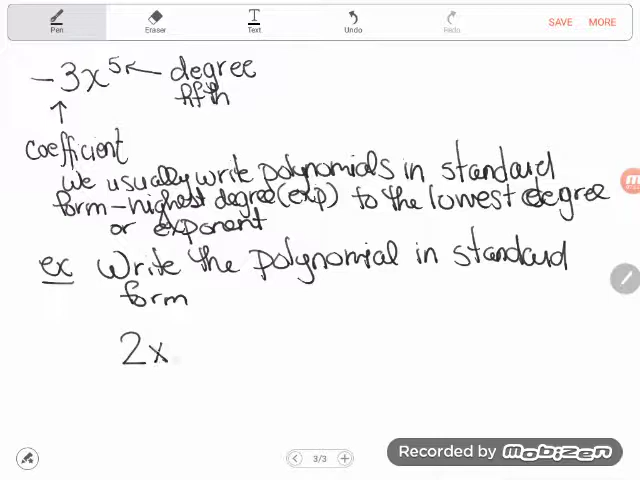 Pen Eraser Text Undo Redo SAVE MORE
-3x⁵ ← degree
fifth
↑
coefficient
We usually write polynomials in standard
form - highest degree (exp) to the lowest degree
or exponent
ex Write the polynomial in standard
form
2x
3/3
Recorded by mobizen